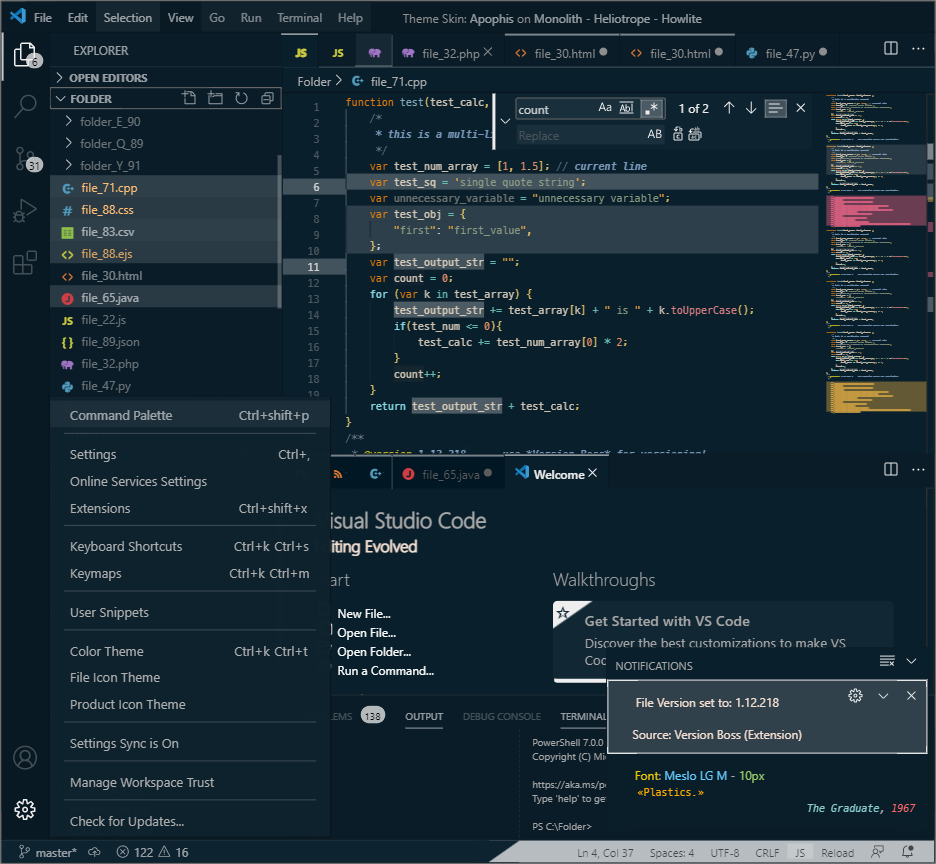 File Edit Selection View Go Run Terminal Help Theme Skin: Apophis on Monolith - Heliotrope - Howlite
6
31
EXPLORER
OPEN EDITORS
FOLDER
folder_E_90
folder_Q_89
folder_Y_91
file_71.cpp
# file_88.css
file_83.csv
<> file_88.ejs
<> file_30.html
J file_65.java
JS file_22.js
{} file_89.json
file_32.php
file_47.py
JS JS file_32.php file_30.html file_30.html file_47.py
Folder > file_71.cpp
count Aa Abl .* 1 of 2
Replace AB
1 function test(test_calc,
2 /*
3 * this is a multi-li
4 */
5 var test_num_array = [1, 1.5]; // current line
6 var test_sq = 'single quote string';
7 var unnecessary_variable = "unnecessary variable";
8 var test_obj = {
9 "first": "first_value",
10 };
11 var test_output_str = "";
12 var count = 0;
13 for (var k in test_array) {
14 test_output_str += test_array[k] + " is " + k.toUpperCase();
15 if(test_num <= 0){
16 test_calc += test_num_array[0] * 2;
17 }
18 count++;
19 }
return test_output_str + test_calc;
}
/**
* @version 1.12.218 use *Version Boss* for versioning!
Command Palette Ctrl+shift+p
Settings Ctrl+,
Online Services Settings
Extensions Ctrl+shift+x
Keyboard Shortcuts Ctrl+k Ctrl+s
Keymaps Ctrl+k Ctrl+m
User Snippets
Color Theme Ctrl+k Ctrl+t
File Icon Theme
Product Icon Theme
Settings Sync is On
Manage Workspace Trust
Check for Updates...
J file_65.java Welcome
isual Studio Code
iting Evolved
art
New File...
Open File...
Open Folder...
Run a Command...
Walkthroughs
Get Started with VS Code
Discover the best customizations to make VS
Coc
LEMS 138 OUTPUT DEBUG CONSOLE TERMINAL
PowerShell 7.0.0
Copyright (C) Mi
https://aka.ms/p
Type 'help' to get
PS C:\Folder>
NOTIFICATIONS
File Version set to: 1.12.218
Source: Version Boss (Extension)
Font: Meslo LG M - 10px
«Plastics.»
The Graduate, 1967
master* 122 16 Ln 4, Col 37 Spaces: 4 UTF-8 CRLF JS Reload